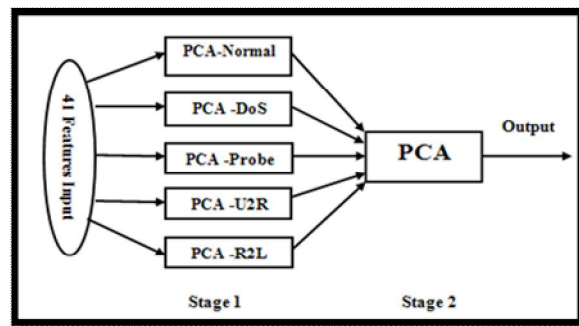 41 Features Input
PCA-Normal
PCA -DoS
PCA -Probe
PCA -U2R
PCA -R2L
PCA
Output
Stage 1
Stage 2